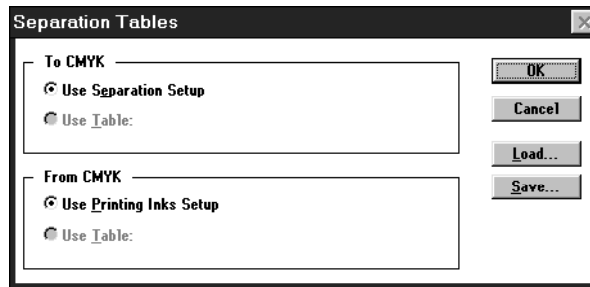 Separation Tables
To CMYK
Use Separation Setup
Use Table:
From CMYK
Use Printing Inks Setup
Use Table:
OK
Cancel
Load...
Save...